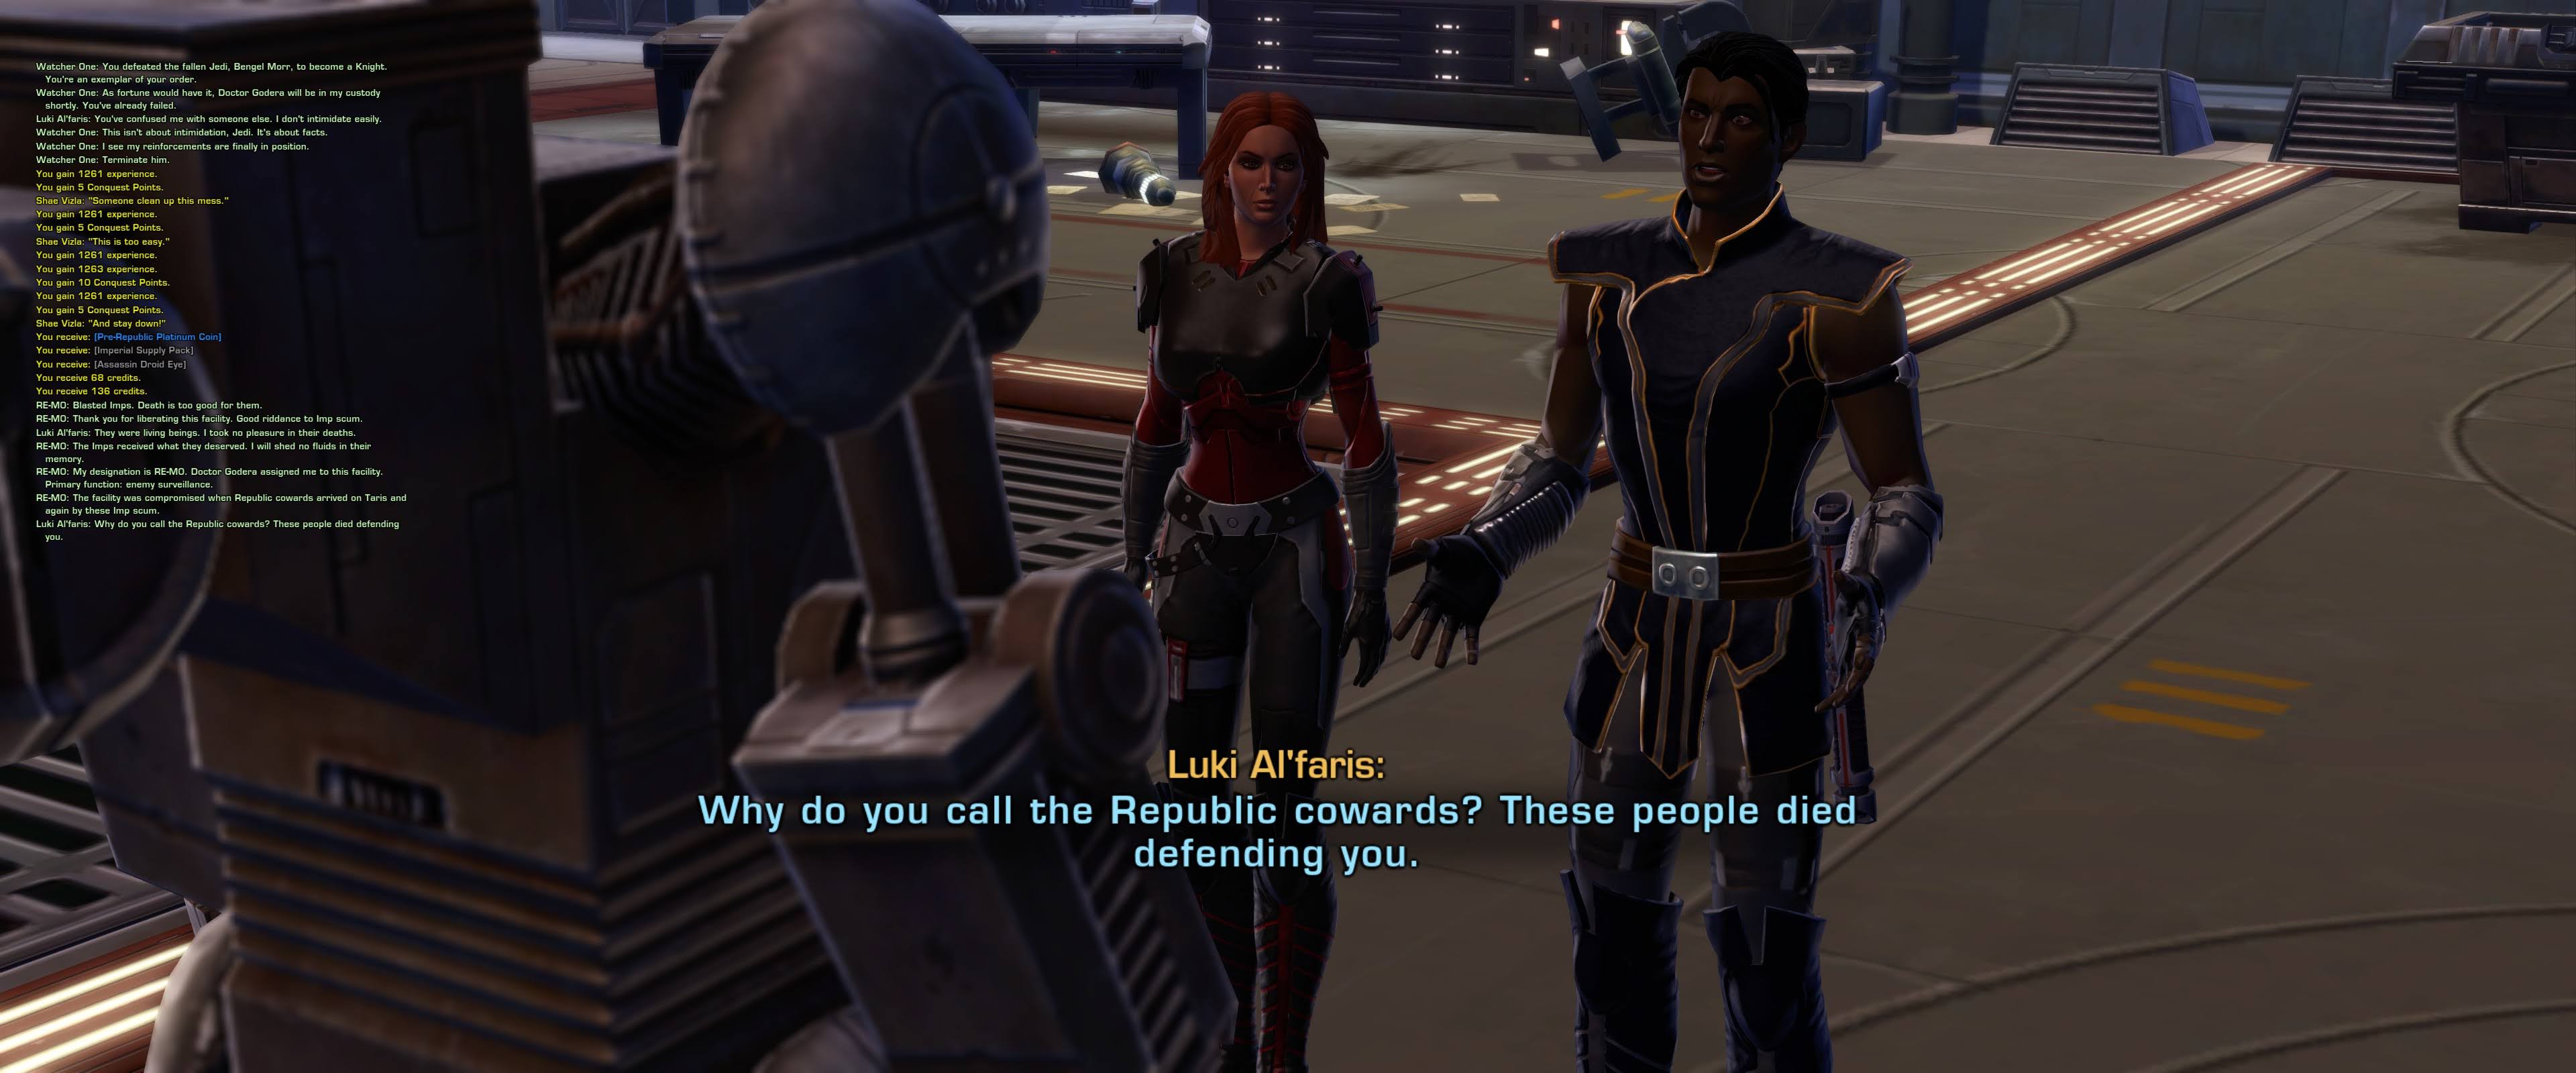 Watcher One: You defeated the fallen Jedi, Bengel Morr, to become a Knight.
You're an exemplar of your order.
Watcher One: As fortune would have it, Doctor Godera will be in my custody
shortly. You've already failed.
Luki Al'faris: You've confused me with someone else. I don't intimidate easily.
Watcher One: This isn't about intimidation, Jedi. It's about facts.
Watcher One: I see my reinforcements are finally in position.
Watcher One: Terminate him.
You gain 1261 experience.
You gain 5 Conquest Points.
Shae Vizla: "Someone clean up this mess."
You gain 1261 experience.
You gain 5 Conquest Points.
Shae Vizla: "This is too easy."
You gain 1261 experience.
You gain 1263 experience.
You gain 10 Conquest Points.
You gain 1261 experience.
You gain 5 Conquest Points.
Shae Vizla: "And stay down!"
You receive: [Pre-Republic Platinum Coin]
You receive: [Imperial Supply Pack]
You receive: [Assassin Droid Eye]
You receive 68 credits.
You receive 136 credits.
RE-M0: Blasted Imps. Death is too good for them.
RE-M0: Thank you for liberating this facility. Good riddance to Imp scum.
Luki Al'faris: They were living beings. I took no pleasure in their deaths.
RE-M0: The Imps received what they deserved. I will shed no fluids in their
memory.
RE-M0: My designation is RE-M0. Doctor Godera assigned me to this facility.
Primary function: enemy surveillance.
RE-M0: The facility was compromised when Republic cowards arrived on Taris and
again by these Imp scum.
Luki Al'faris: Why do you call the Republic cowards? These people died defending
you.
Luki Al'faris:
Why do you call the Republic cowards? These people died
defending you.